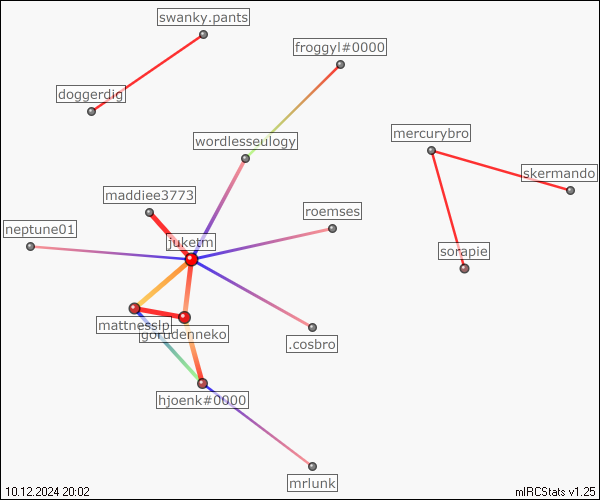 swanky.pants
froggyl#0000
doggerdig
mercurybro
wordlesseulogy
skermando
maddiee3773
roemses
neptune01
juketm
sorapie
mattnesslp
gorudenneko
.cosbro
hjoenk#0000
mrlunk
10.12.2024 20:02
mIRCStats v1.25